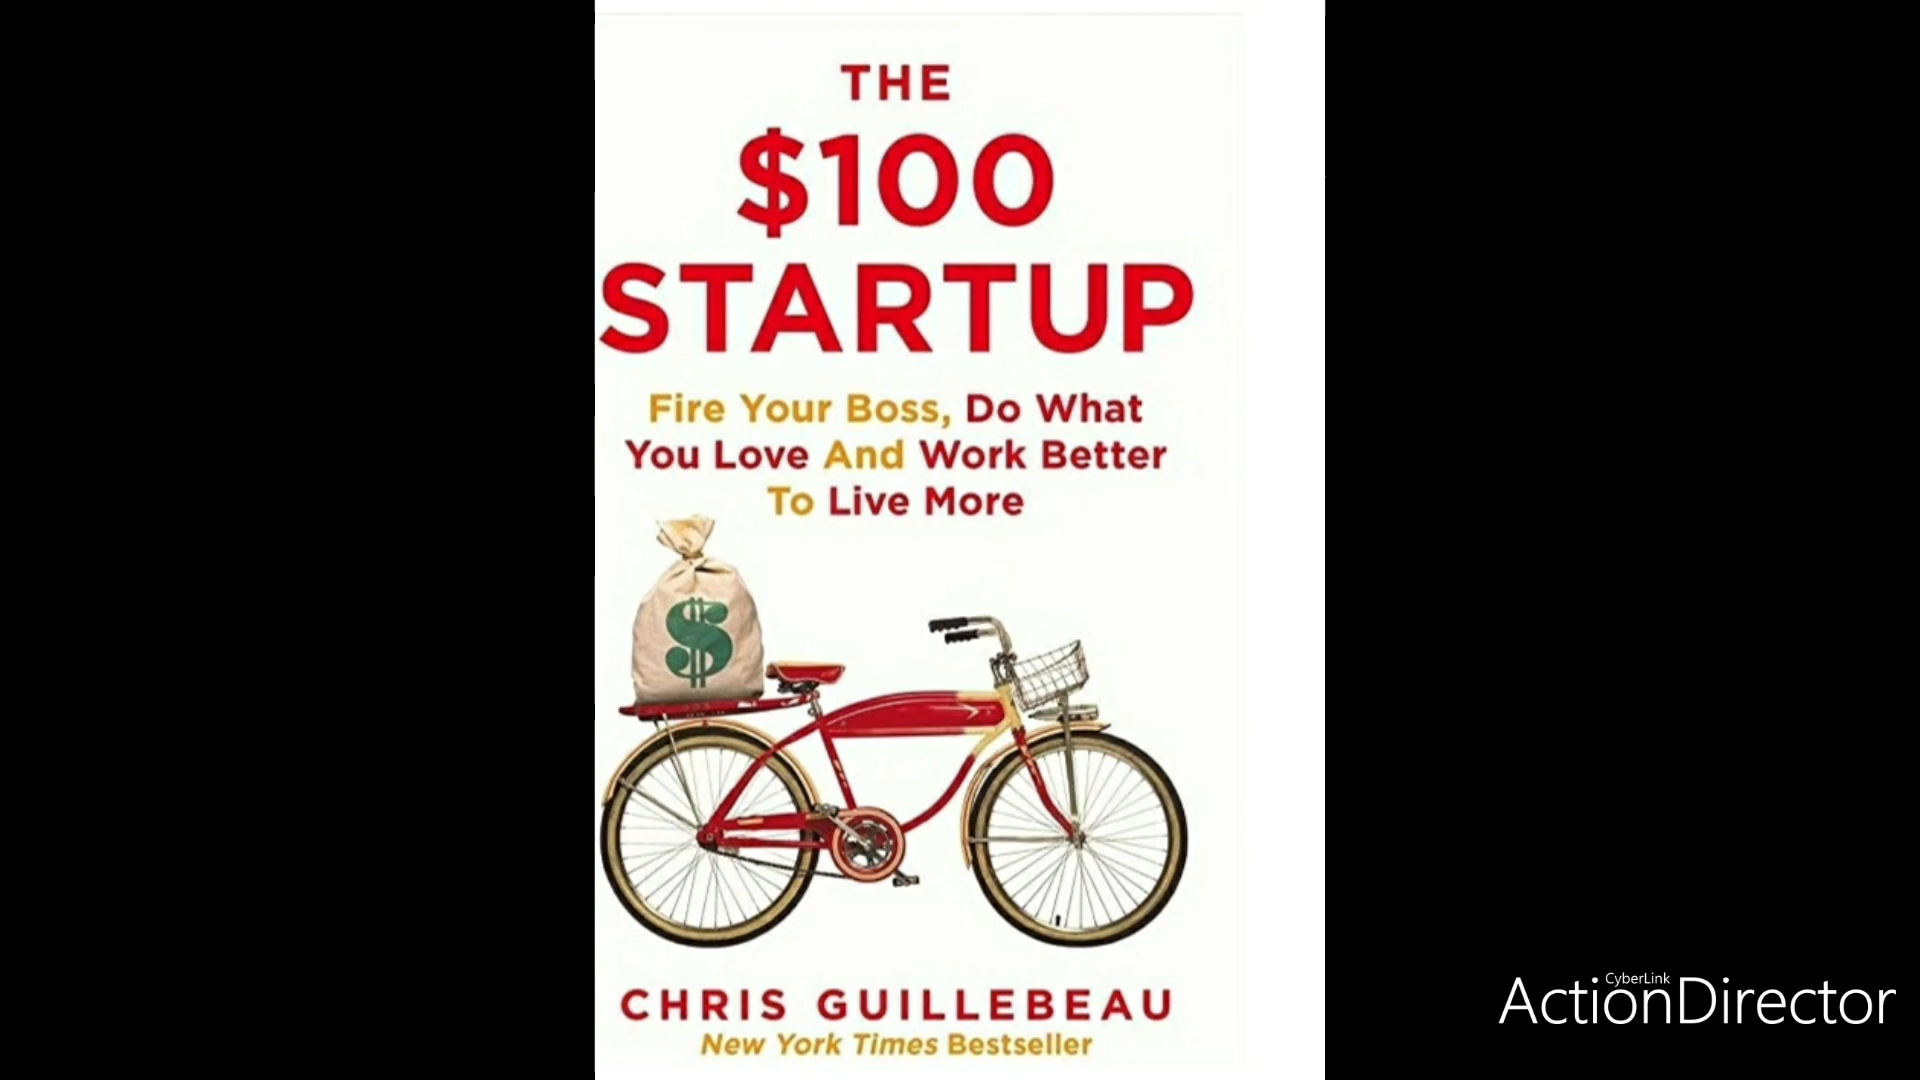 THE
$100
STARTUP
Fire Your Boss, Do What
You Love And Work Better
To Live More
$
CHRIS GUILLEBEAU
New York Times Bestseller
CyberLink
ActionDirector